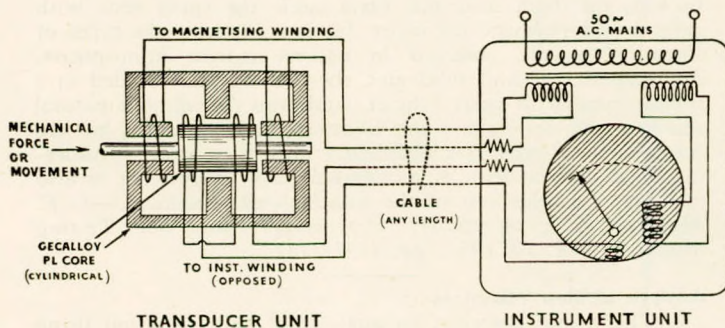 TO MAGNETISING WINDING
50~
A.C. MAINS
MECHANICAL
FORCE
OR
MOVEMENT
CABLE
(ANY LENGTH)
GECALLOY
PL CORE
(CYLINDRICAL)
TO INST. WINDING
(OPPOSED)
TRANSDUCER UNIT
INSTRUMENT UNIT